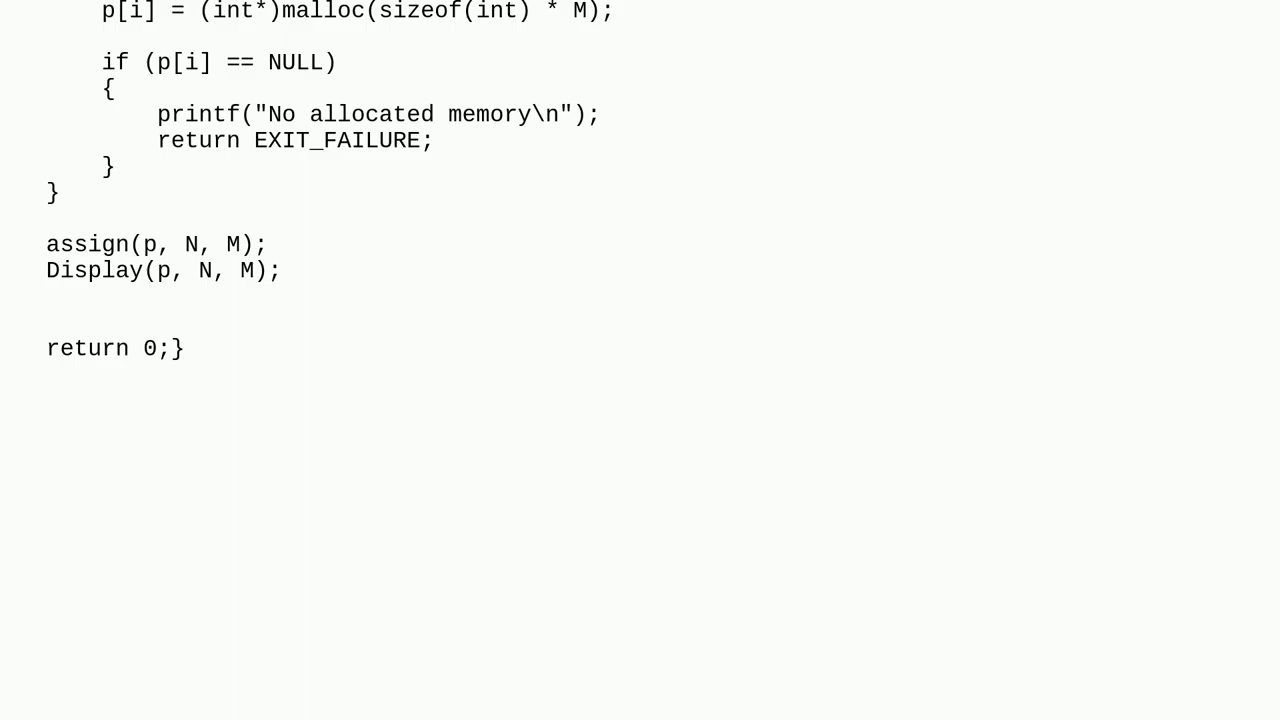 p[i] = (int*)malloc(sizeof(int) * M);
if (p[i] == NULL)
{
printf("No allocated memory\n");
return EXIT_FAILURE;
}
}
assign(p, N, M);
Display(p, N, M);
return 0;}